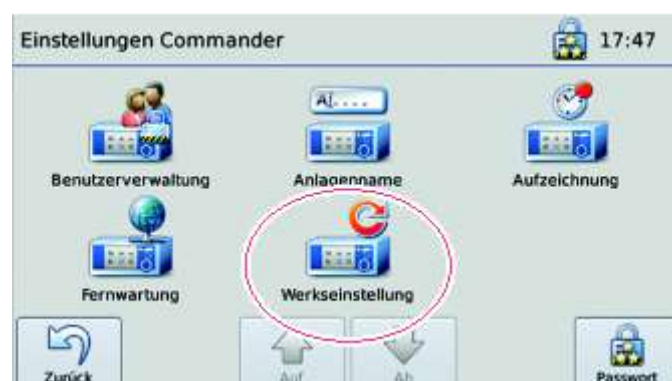 Einstellungen Commander 17:47
AI....
Benutzerverwaltung Anlagenname Aufzeichnung
Fernwartung Werkseinstellung
Zurück Auf Ab Passwort